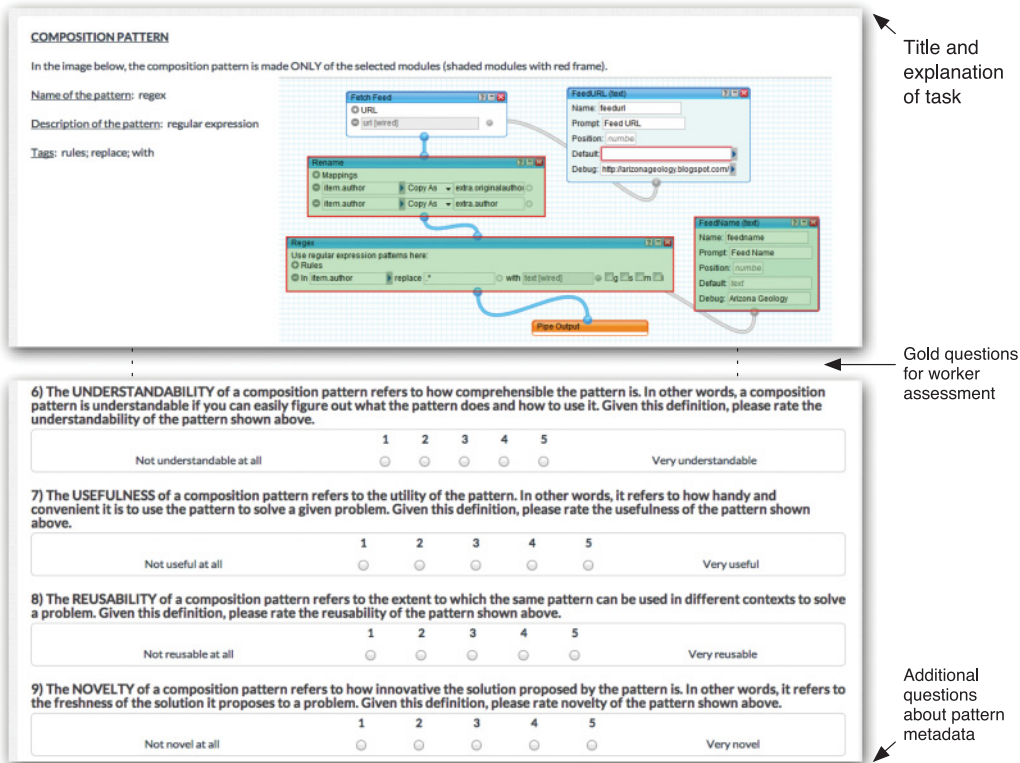 COMPOSITION PATTERN
In the image below, the composition pattern is made ONLY of the selected modules (shaded modules with red frame).
Name of the pattern: regex
Description of the pattern: regular expression
Tags: rules; replace; with
Fetch Feed
URL
url [wired]
FeedURL (text)
Name: feedurl
Prompt: Feed URL
Position: numbe
Default:
Debug: http://arizonageology.blogspot.com/
Rename
Mappings
item.author Copy As extra.originalautho
item.author Copy As extra.author
Regex
Use regular expression patterns here:
Rules
In item.author replace .* with text [wired] g s m i
FeedName (text)
Name: feedname
Prompt: Feed Name
Position: numbe
Default: text
Debug: Arizona Geology
Pipe Output
Title and
explanation
of task
Gold questions
for worker
assessment
6) The UNDERSTANDABILITY of a composition pattern refers to how comprehensible the pattern is. In other words, a composition
pattern is understandable if you can easily figure out what the pattern does and how to use it. Given this definition, please rate the
understandability of the pattern shown above.
1 2 3 4 5
Not understandable at all Very understandable
7) The USEFULNESS of a composition pattern refers to the utility of the pattern. In other words, it refers to how handy and
convenient it is to use the pattern to solve a given problem. Given this definition, please rate the usefulness of the pattern shown
above.
1 2 3 4 5
Not useful at all Very useful
8) The REUSABILITY of a composition pattern refers to the extent to which the same pattern can be used in different contexts to solve
a problem. Given this definition, please rate the reusability of the pattern shown above.
1 2 3 4 5
Not reusable at all Very reusable
9) The NOVELTY of a composition pattern refers to how innovative the solution proposed by the pattern is. In other words, it refers to
the freshness of the solution it proposes to a problem. Given this definition, please rate novelty of the pattern shown above.
1 2 3 4 5
Not novel at all Very novel
Additional
questions
about pattern
metadata